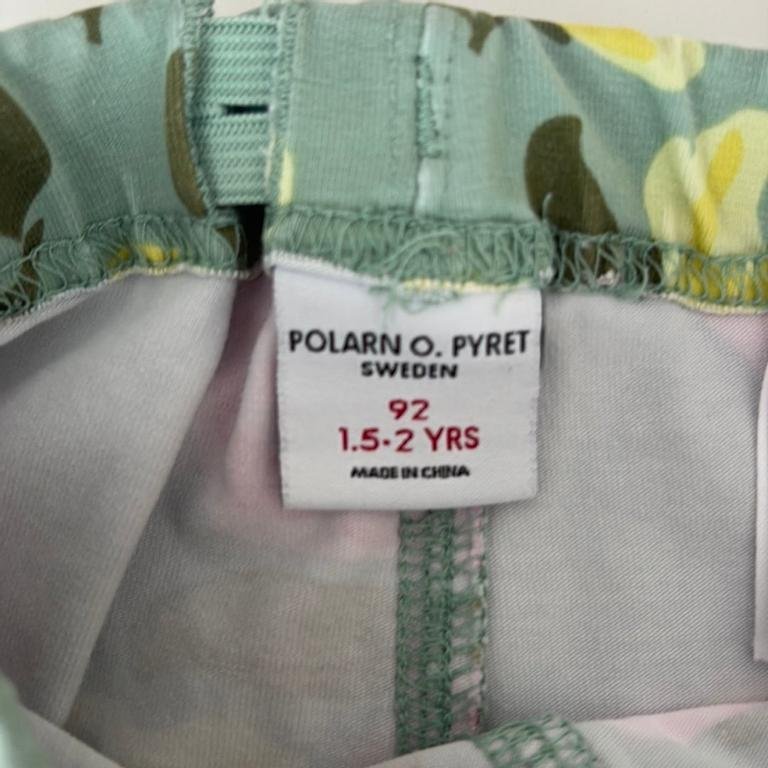 POLARN O. PYRET
SWEDEN
92
1.5-2 YRS
MADE IN CHINA